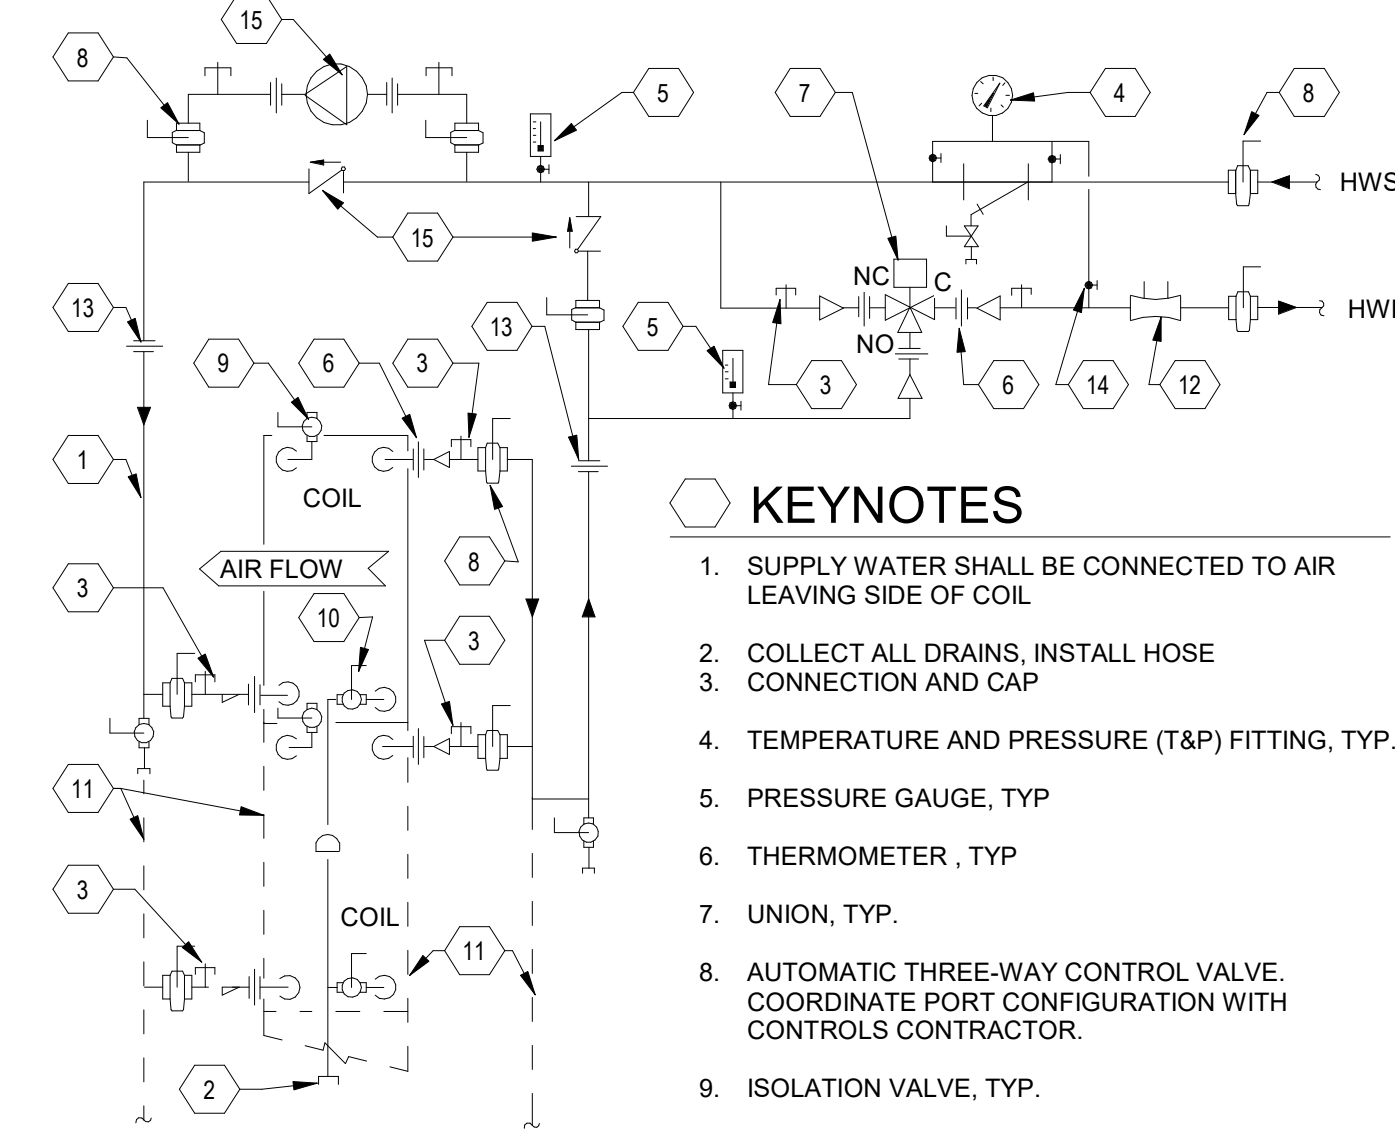 15
8
5
7
4
8
HWS
15
NC
C
13
13
5
HW
NO
9
6
3
3
6
14
12
1
COIL
KEYNOTES
AIR FLOW
8
3
10
3
1. SUPPLY WATER SHALL BE CONNECTED TO AIR
LEAVING SIDE OF COIL
2. COLLECT ALL DRAINS, INSTALL HOSE
3. CONNECTION AND CAP
4. TEMPERATURE AND PRESSURE (T&P) FITTING, TYP.
11
5. PRESSURE GAUGE, TYP
6. THERMOMETER , TYP
3
COIL
7. UNION, TYP.
11
8. AUTOMATIC THREE-WAY CONTROL VALVE.
COORDINATE PORT CONFIGURATION WITH
CONTROLS CONTRACTOR.
2
9. ISOLATION VALVE, TYP.